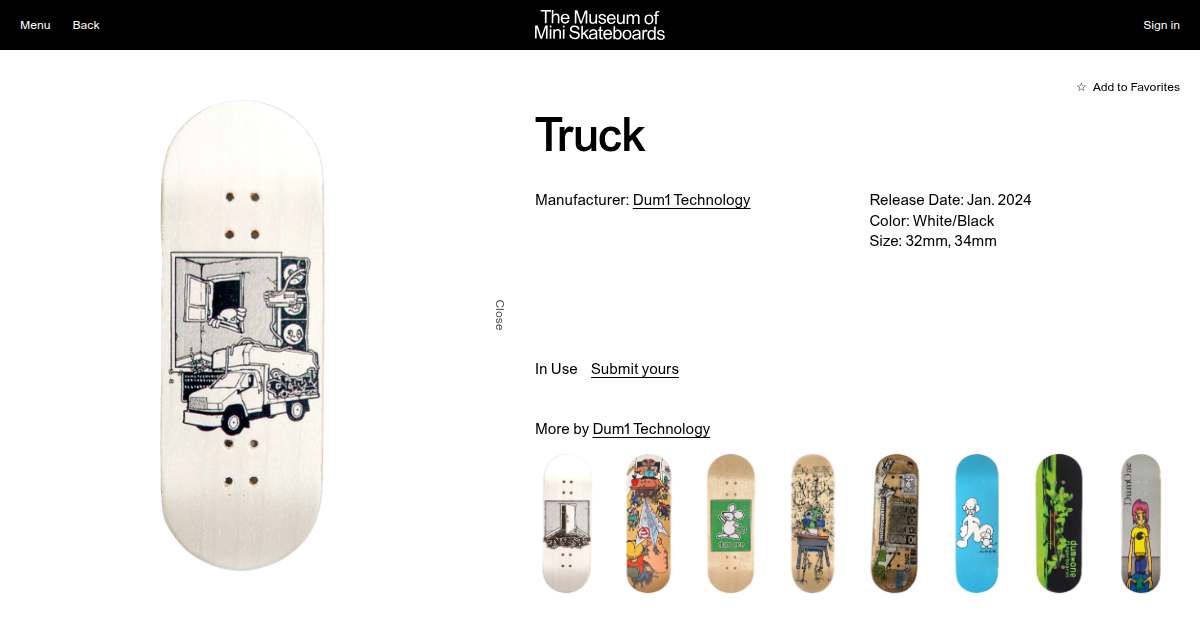 Menu
Back
The Museum of
Mini Skateboards
Sign in
☆ Add to Favorites
Truck
Manufacturer: Dum1 Technology
Release Date: Jan. 2024
Color: White/Black
Size: 32mm, 34mm
Close
In Use
Submit yours
More by Dum1 Technology